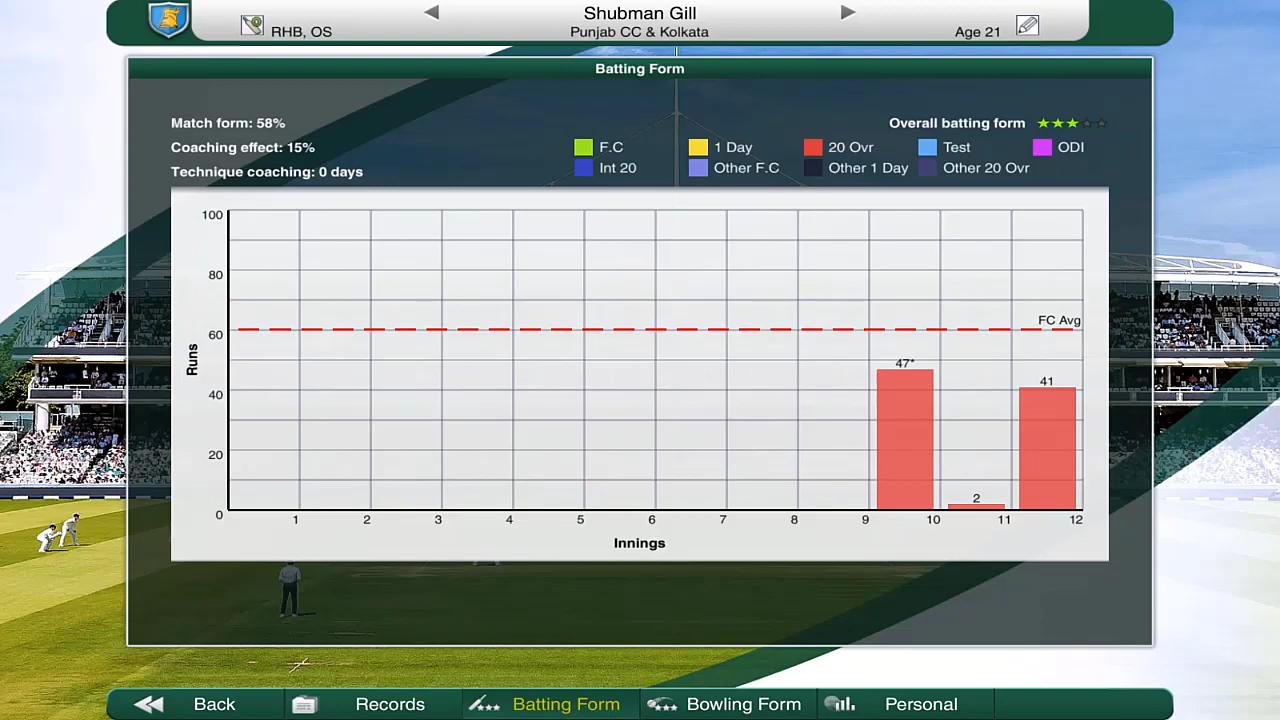 Shubman Gill
RHB, OS
Punjab CC & Kolkata
Age 21
Batting Form
Match form: 58%
Overall batting form
Coaching effect: 15%
F.C
1 Day
20 Ovr
Test
ODI
Technique coaching: 0 days
Int 20
Other F.C
Other 1 Day
Other 20 Ovr
100
80
60
40
20
0
Runs
FC Avg
47*
2
41
1 2 3 4 5 6 7 8 9 10 11 12
Innings
Back Records Batting Form Bowling Form Personal